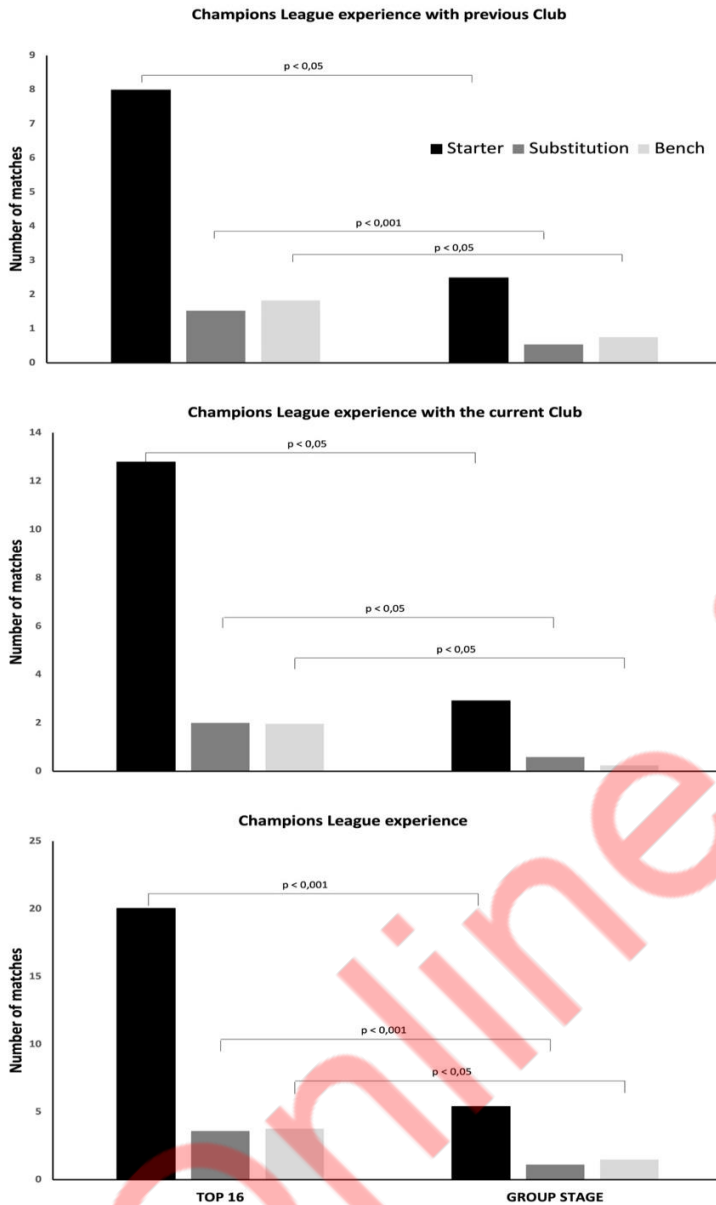 Champions League experience with previous Club
9
p < 0,05
8
7
Starter Substitution Bench
6
5
4
p < 0,001
p < 0,05
3
2
1
0
Number of matches
Champions League experience with the current Club
14
p < 0,05
12
10
8
p < 0,05
6
p < 0,05
4
2
0
Number of matches
Champions League experience
25
p < 0,001
20
15
p < 0,001
10
p < 0,05
5
0
Number of matches
TOP 16 GROUP STAGE
online